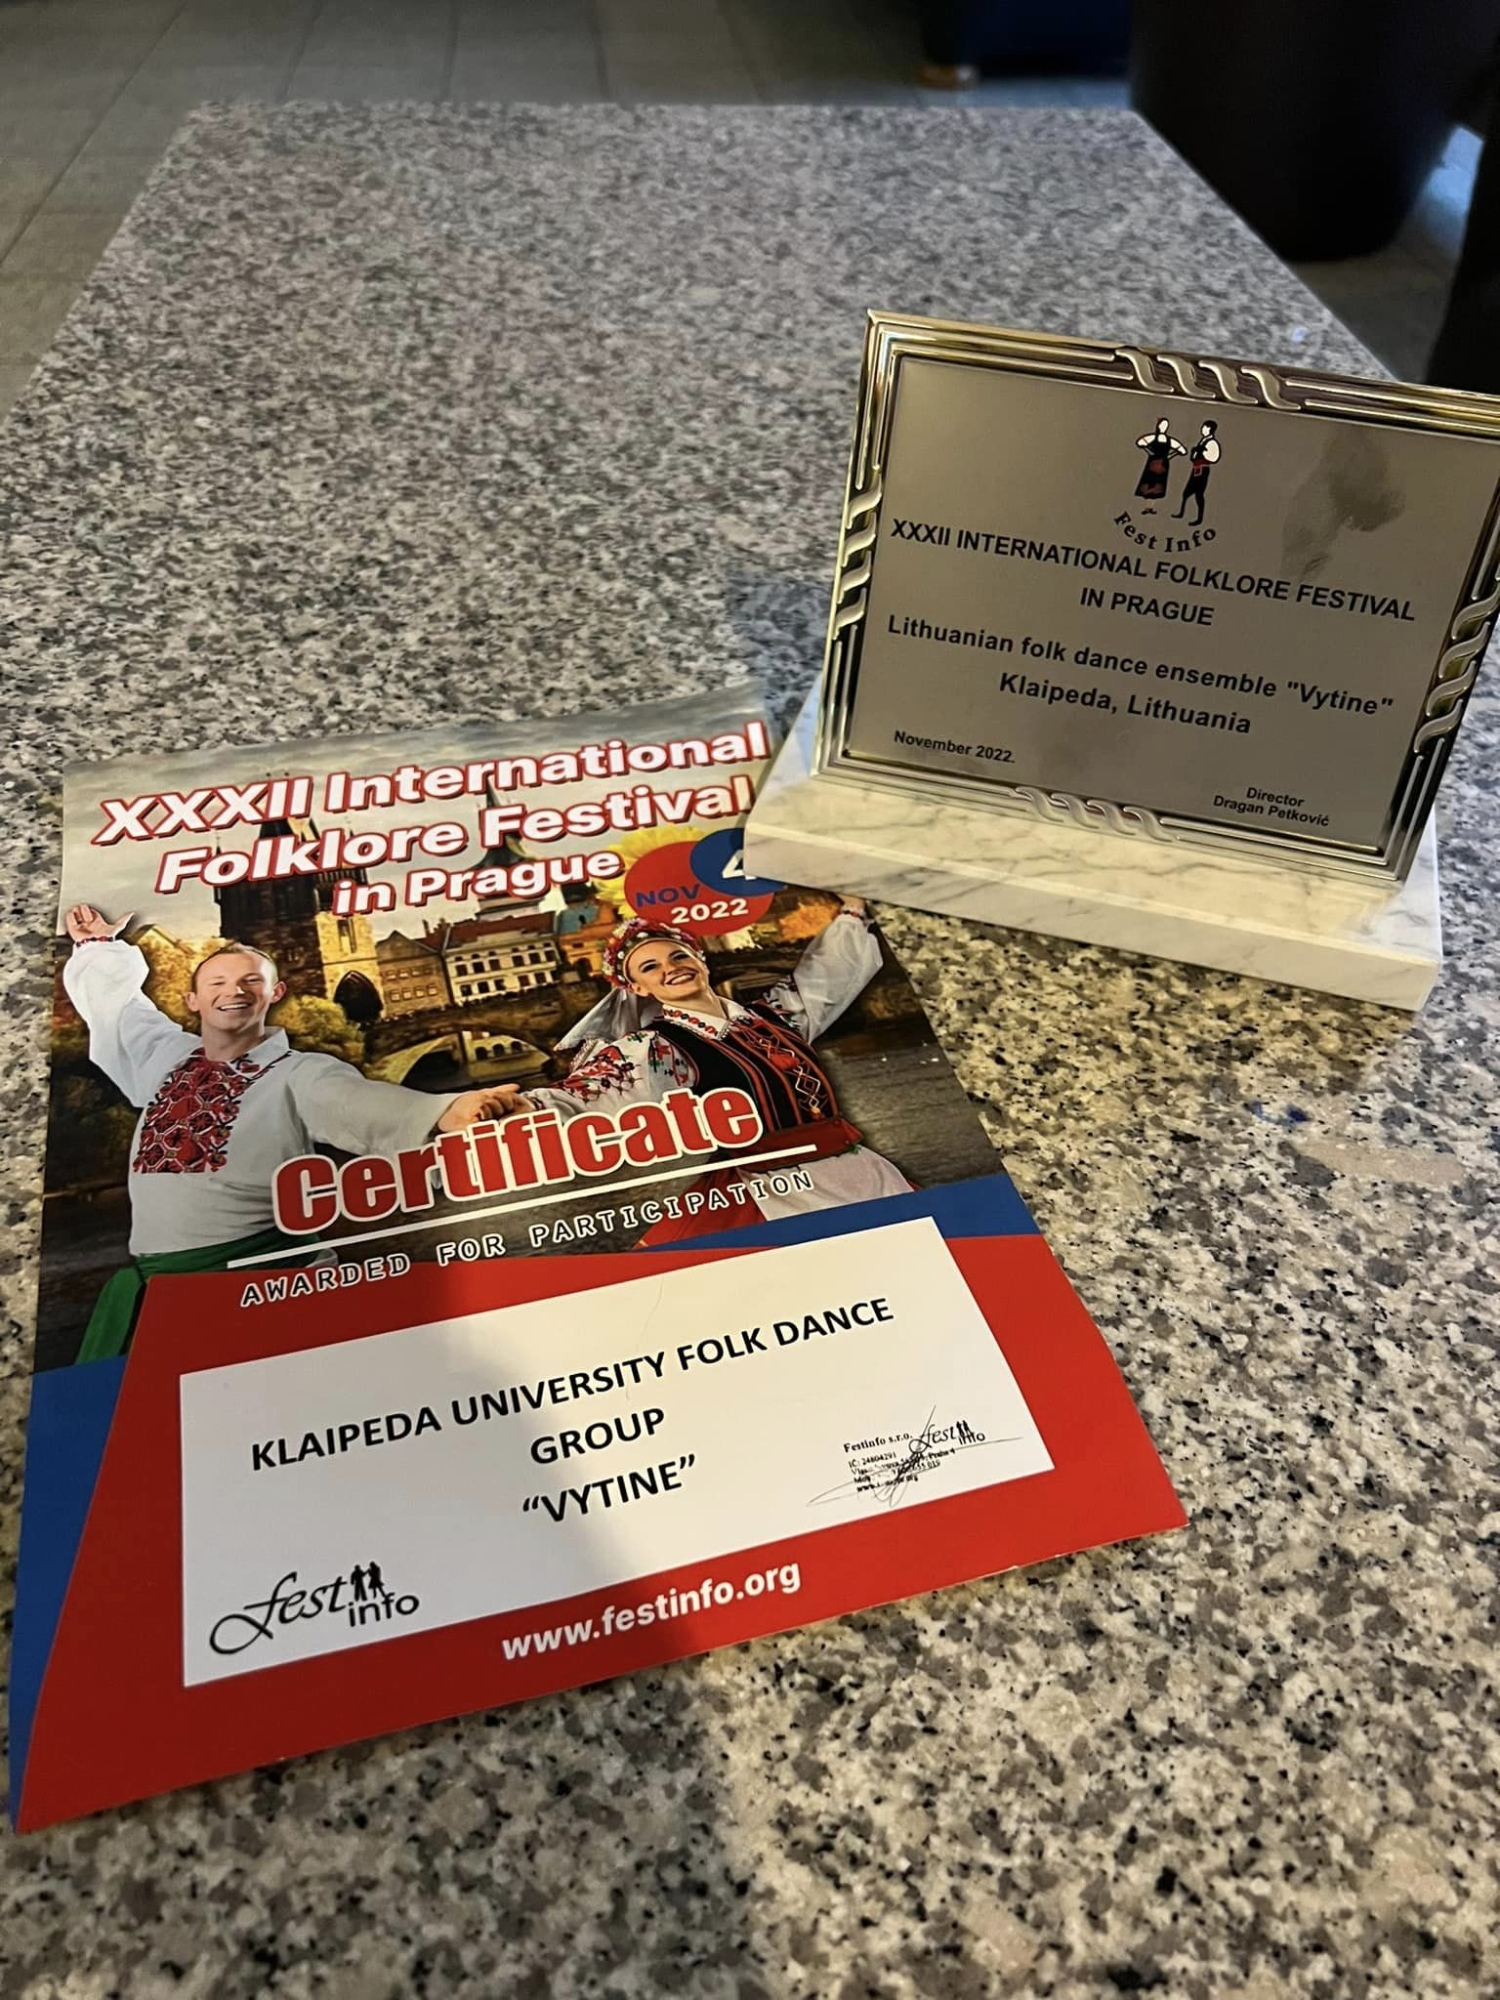 XXXII International
Folklore Festival
in Prague
NOV 4
2022
Certificate
AWARDED FOR PARTICIPATION
KLAIPEDA UNIVERSITY FOLK DANCE
GROUP
“VYTINE”
Festinfo s.r.o.
IČ: 24804291
fest info
fest info
www.festinfo.org
Fest Info
XXXII INTERNATIONAL FOLKLORE FESTIVAL
IN PRAGUE
Lithuanian folk dance ensemble "Vytine"
Klaipeda, Lithuania
November 2022.
Director
Dragan Petković